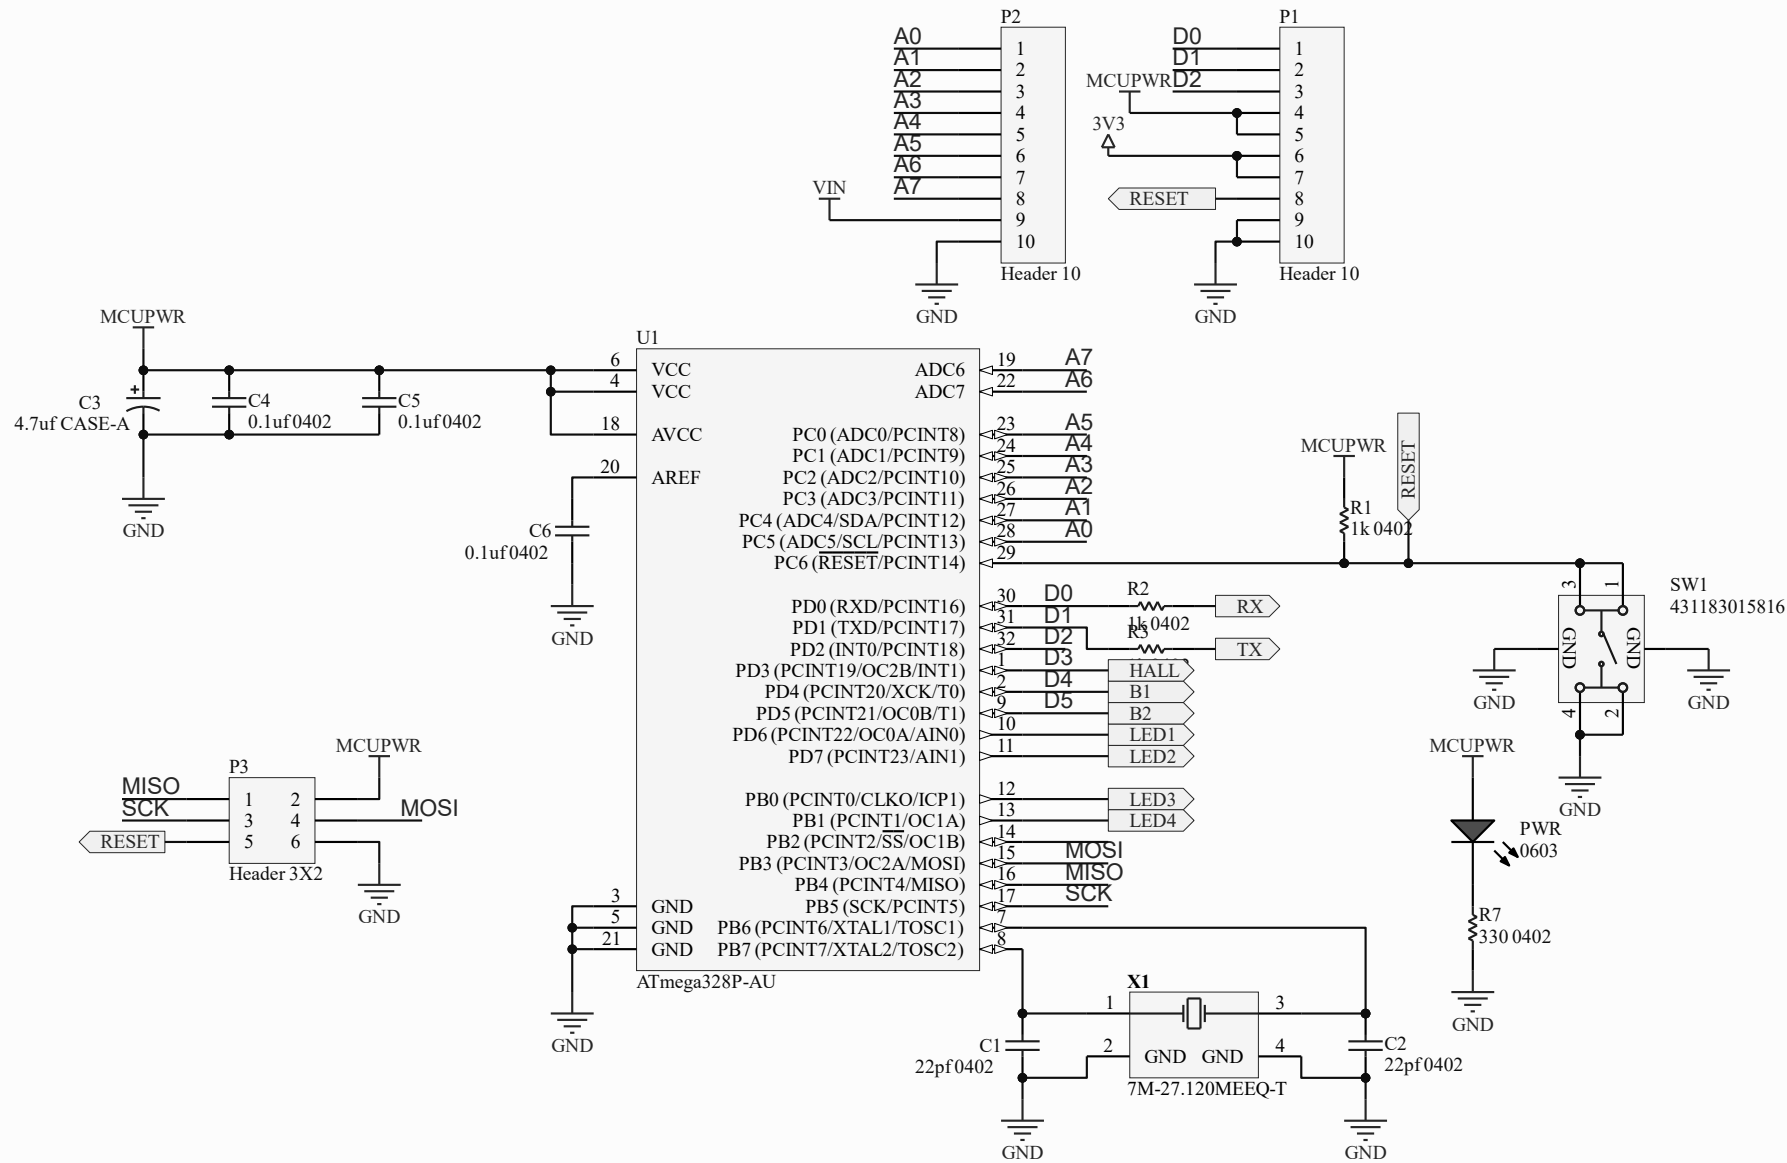 P2
A0 1
A1 2
A2 3
A3 4
A4 5
A5 6
A6 7
A7 8
VIN 9
10
Header 10
GND
P1
D0 1
D1 2
MCUPWR D2 3
4
5
3V3 6
7
RESET 8
9
10
Header 10
GND
MCUPWR
+
C3
4.7uf CASE-A
C4
0.1uf 0402
C5
0.1uf 0402
GND
C6
0.1uf 0402
GND
U1
6 VCC
4 VCC
18 AVCC
20 AREF
3 GND
5 GND
21 GND
GND
ADC6 19 A7
ADC7 22 A6
PC0 (ADC0/PCINT8) 23 A5
PC1 (ADC1/PCINT9) 24 A4
PC2 (ADC2/PCINT10) 25 A3
PC3 (ADC3/PCINT11) 26 A2
PC4 (ADC4/SDA/PCINT12) 27 A1
PC5 (ADC5/SCL/PCINT13) 28 A0
PC6 (RESET/PCINT14) 29
PD0 (RXD/PCINT16) 30 D0
PD1 (TXD/PCINT17) 31 D1
PD2 (INT0/PCINT18) 32 D2
PD3 (PCINT19/OC2B/INT1) 1 D3 HALL
PD4 (PCINT20/XCK/T0) 2 D4 B1
PD5 (PCINT21/OC0B/T1) 9 D5 B2
PD6 (PCINT22/OC0A/AIN0) 10 LED1
PD7 (PCINT23/AIN1) 11 LED2
PB0 (PCINT0/CLKO/ICP1) 12 LED3
PB1 (PCINT1/OC1A) 13 LED4
PB2 (PCINT2/SS/OC1B) 14
PB3 (PCINT3/OC2A/MOSI) 15 MOSI
PB4 (PCINT4/MISO) 16 MISO
PB5 (SCK/PCINT5) 17 SCK
PB6 (PCINT6/XTAL1/TOSC1) 7
PB7 (PCINT7/XTAL2/TOSC2) 8
ATmega328P-AU
R2
1k 0402
RX
R3
TX
MCUPWR
R1
1k 0402
RESET
SW1
431183015816
3 1
GND GND
4 2
GND
GND
GND
P3
MCUPWR
MISO 1 2
SCK 3 4 MOSI
RESET 5 6
Header 3X2
GND
MCUPWR
PWR
0603
R7
330 0402
GND
X1
1 3
2 GND GND 4
7M-27.120MEEQ-T
C1
22pf 0402
C2
22pf 0402
GND
GND